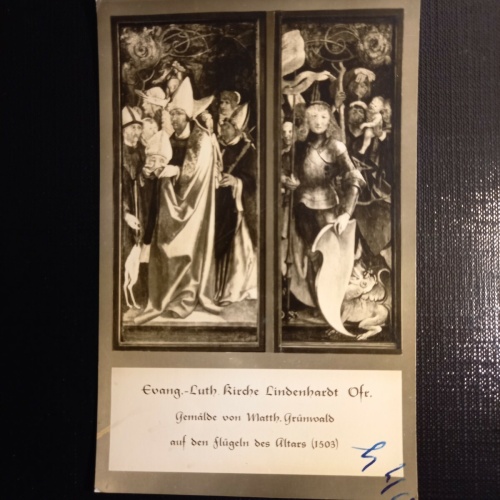 Evang.-Luth. Kirche Lindenhardt Ofr.
Gemälde von Matth. Grünwald
auf den Flügeln des Altars (1503)